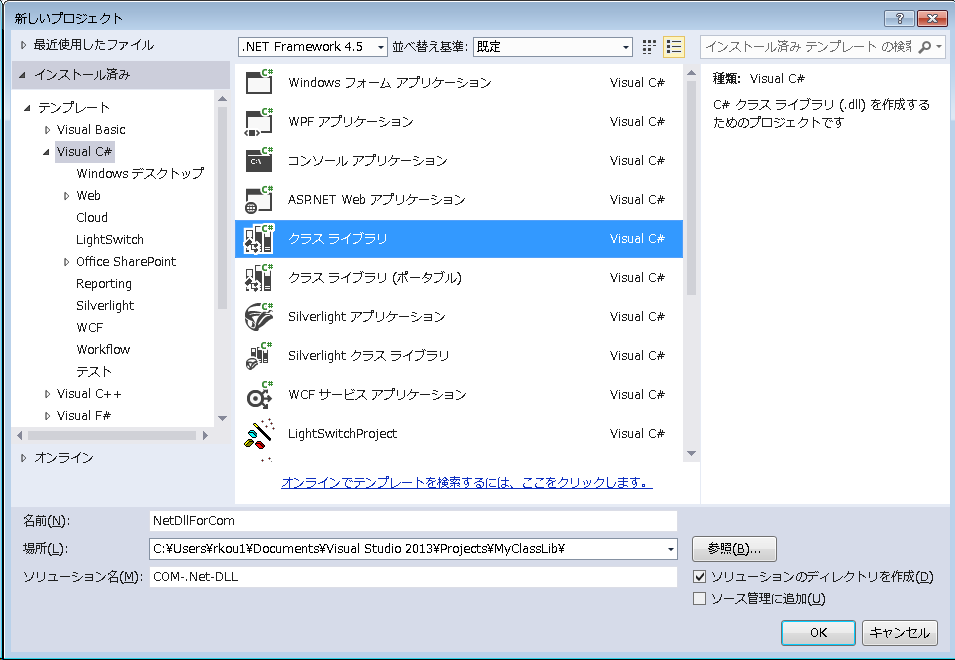 新しいプロジェクト
最近使用したファイル
.NET Framework 4.5
並べ替え基準:
既定
インストール済み テンプレート の検索
インストール済み
テンプレート
Visual Basic
Visual C#
Windows デスクトップ
Web
Cloud
LightSwitch
Office SharePoint
Reporting
Silverlight
WCF
Workflow
テスト
Visual C++
Visual F#
オンライン
Windows フォーム アプリケーション Visual C#
WPF アプリケーション Visual C#
コンソール アプリケーション Visual C#
ASP.NET Web アプリケーション Visual C#
クラス ライブラリ Visual C#
クラス ライブラリ (ポータブル) Visual C#
Silverlight アプリケーション Visual C#
Silverlight クラス ライブラリ Visual C#
WCF サービス アプリケーション Visual C#
LightSwitchProject Visual C#
オンラインでテンプレートを検索するには、ここをクリックします。
種類: Visual C#
C# クラス ライブラリ (.dll) を作成する
ためのプロジェクトです
名前(N): NetDllForCom
場所(L): C:¥Users¥rkou1¥Documents¥Visual Studio 2013¥Projects¥MyClassLib¥
参照(B)...
ソリューション名(M): COM-.Net-DLL
ソリューションのディレクトリを作成(D)
ソース管理に追加(U)
OK
キャンセル